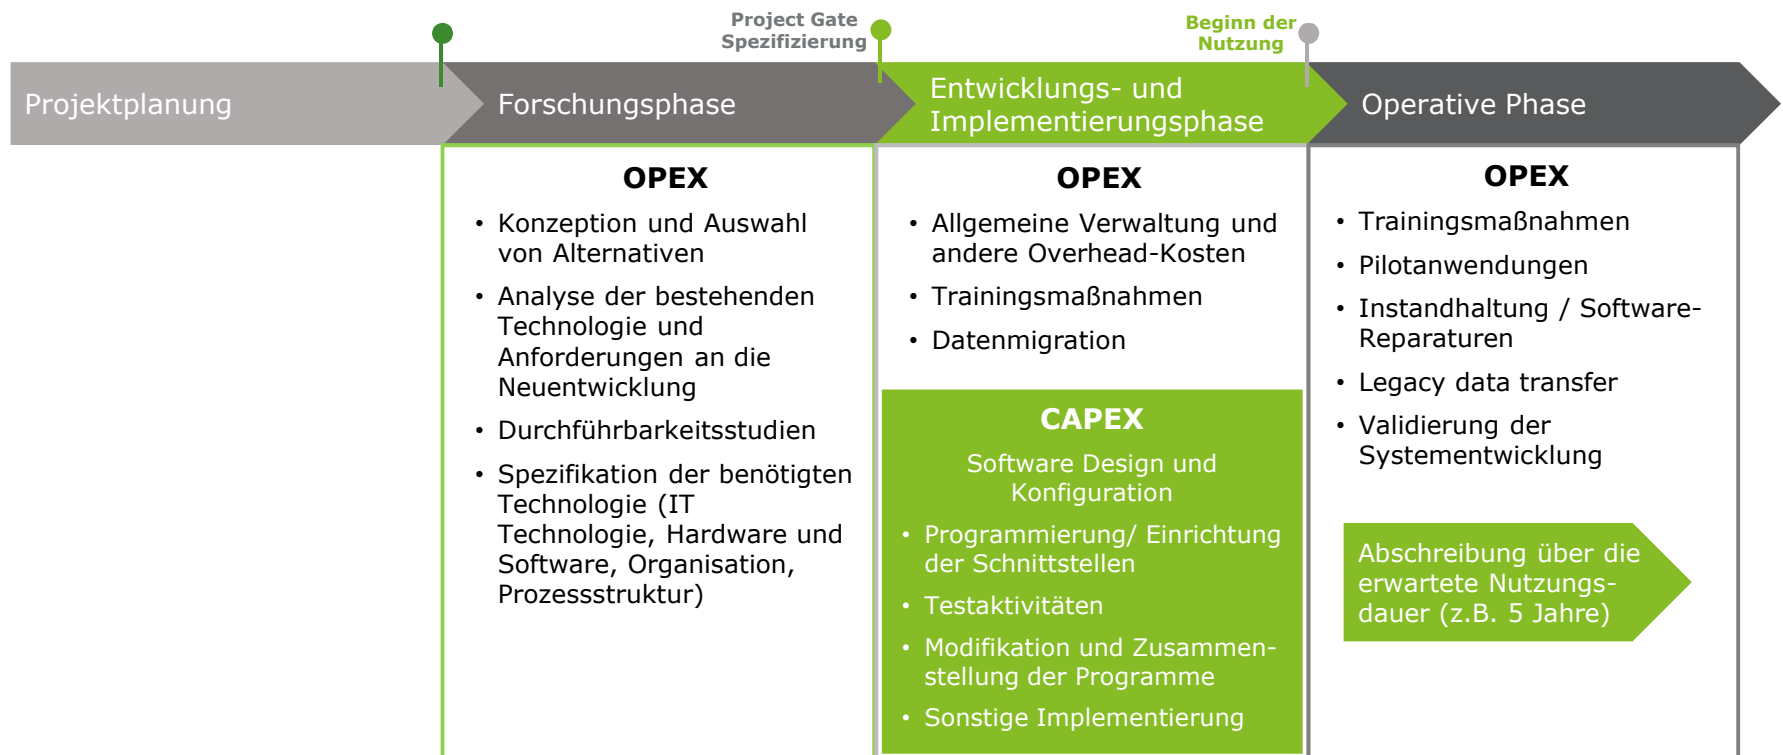 Project Gate
Spezifizierung
Beginn der
Nutzung
Projektplanung
Forschungsphase
Entwicklungs- und
Implementierungsphase
Operative Phase
OPEX
• Konzeption und Auswahl
von Alternativen
• Analyse der bestehenden
Technologie und
Anforderungen an die
Neuentwicklung
• Durchführbarkeitsstudien
• Spezifikation der benötigten
Technologie (IT
Technologie, Hardware und
Software, Organisation,
Prozessstruktur)
OPEX
• Allgemeine Verwaltung und
andere Overhead-Kosten
• Trainingsmaßnahmen
• Datenmigration
CAPEX
Software Design und
Konfiguration
• Programmierung/ Einrichtung
der Schnittstellen
• Testaktivitäten
• Modifikation und Zusammen-
stellung der Programme
• Sonstige Implementierung
OPEX
• Trainingsmaßnahmen
• Pilotanwendungen
• Instandhaltung / Software-
Reparaturen
• Legacy data transfer
• Validierung der
Systementwicklung
Abschreibung über die
erwartete Nutzungs-
dauer (z.B. 5 Jahre)